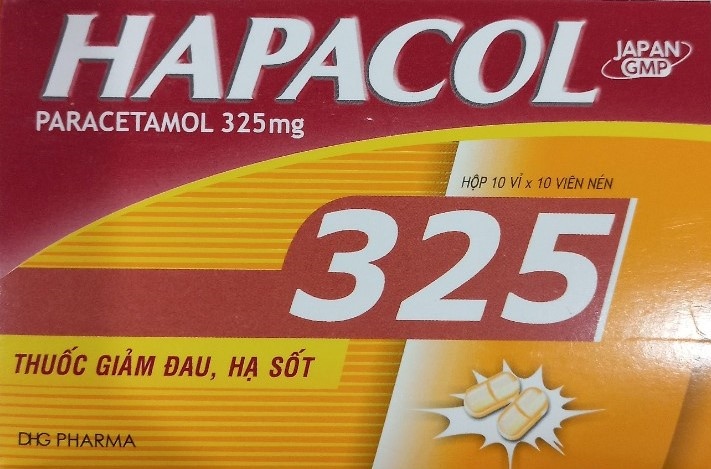 HAPACOL
JAPAN
GMP
PARACETAMOL 325mg
HỘP 10 VỈ x 10 VIÊN NÉN
325
THUỐC GIẢM ĐAU, HẠ SỐT
DHG PHARMA